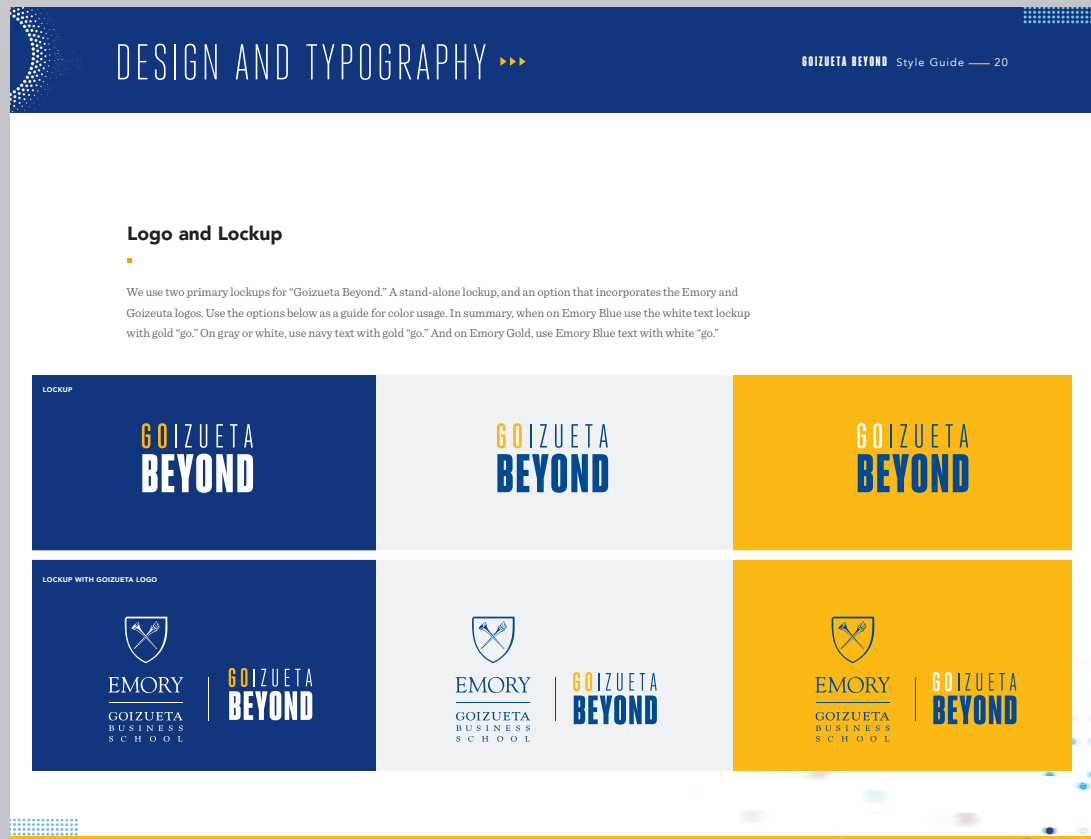 DESIGN AND TYPOGRAPHY
GOIZUETA BEYOND Style Guide — 20
Logo and Lockup
We use two primary lockups for “Goizueta Beyond.” A stand-alone lockup, and an option that incorporates the Emory and
Goizeuta logos. Use the options below as a guide for color usage. In summary, when on Emory Blue use the white text lockup
with gold “go.” On gray or white, use navy text with gold “go.” And on Emory Gold, use Emory Blue text with white “go.”
LOCKUP
GOIZUETA
BEYOND
GOIZUETA
BEYOND
GOIZUETA
BEYOND
LOCKUP WITH GOIZUETA LOGO
EMORY
GOIZUETA
BUSINESS
SCHOOL
GOIZUETA
BEYOND
EMORY
GOIZUETA
BUSINESS
SCHOOL
GOIZUETA
BEYOND
EMORY
GOIZUETA
BUSINESS
SCHOOL
GOIZUETA
BEYOND